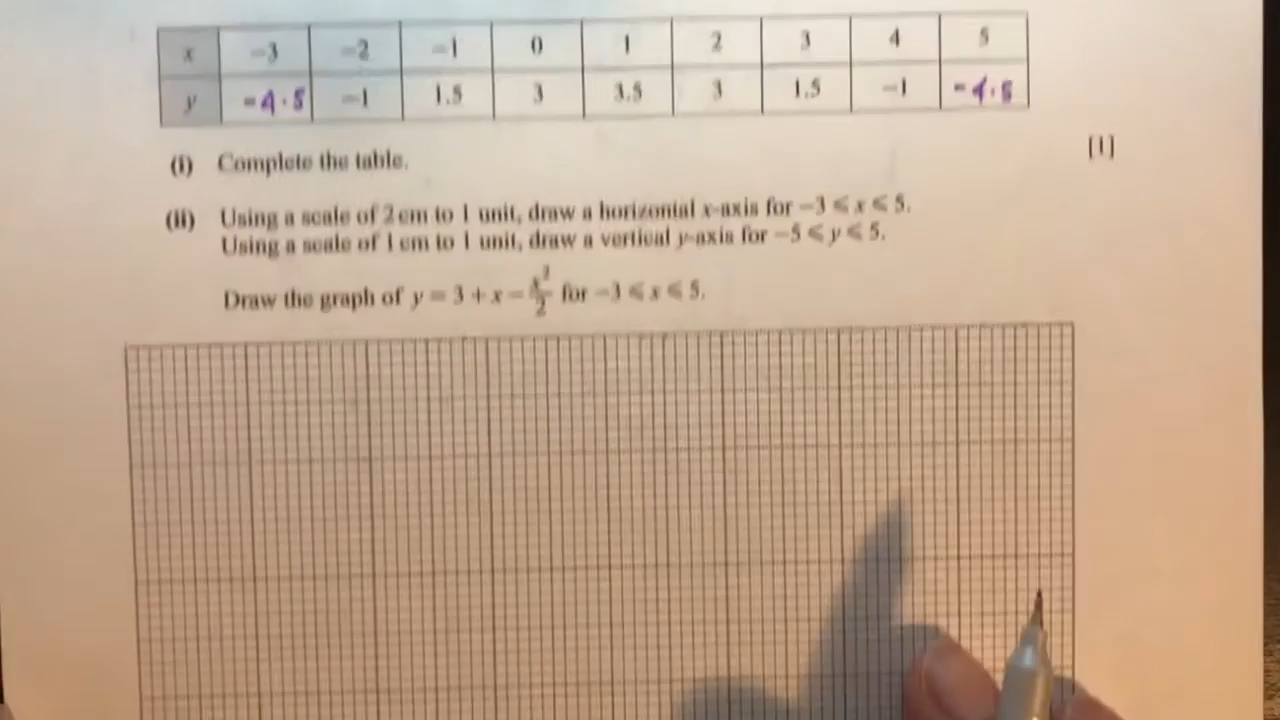 x -3 -2 -1 0 1 2 3 4 5
y -4.5 -1 1.5 3 3.5 3 1.5 -1 -4.5
(i) Complete the table. [1]
(ii) Using a scale of 2 cm to 1 unit, draw a horizontal x-axis for -3 ⩽ x ⩽ 5.
Using a scale of 1 cm to 1 unit, draw a vertical y-axis for -5 ⩽ y ⩽ 5.
Draw the graph of y = 3 + x - x²/2 for -3 ⩽ x ⩽ 5.